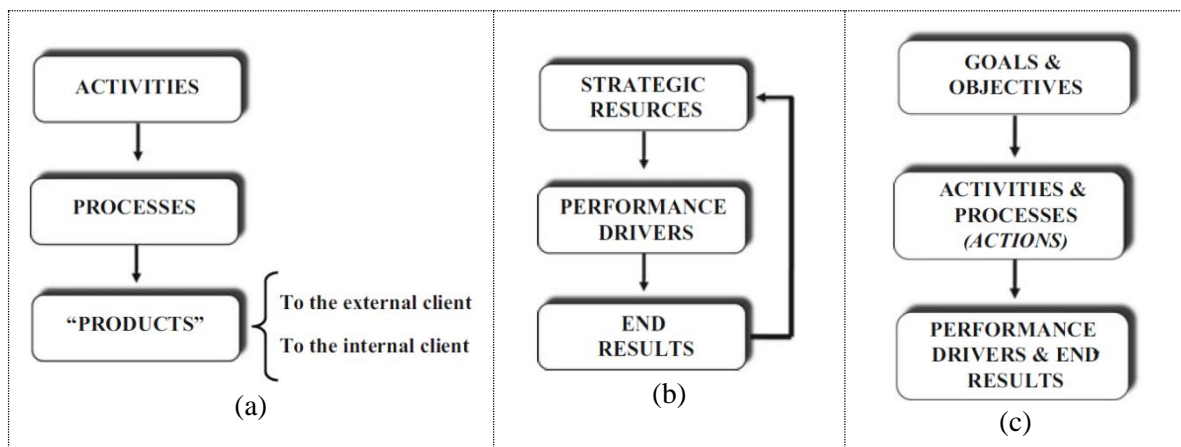 ACTIVITIES
PROCESSES
“PRODUCTS”
To the external client
To the internal client
(a)
STRATEGIC
RESURCES
PERFORMANCE
DRIVERS
END
RESULTS
(b)
GOALS &
OBJECTIVES
ACTIVITIES &
PROCESSES
(ACTIONS)
PERFORMANCE
DRIVERS & END
RESULTS
(c)